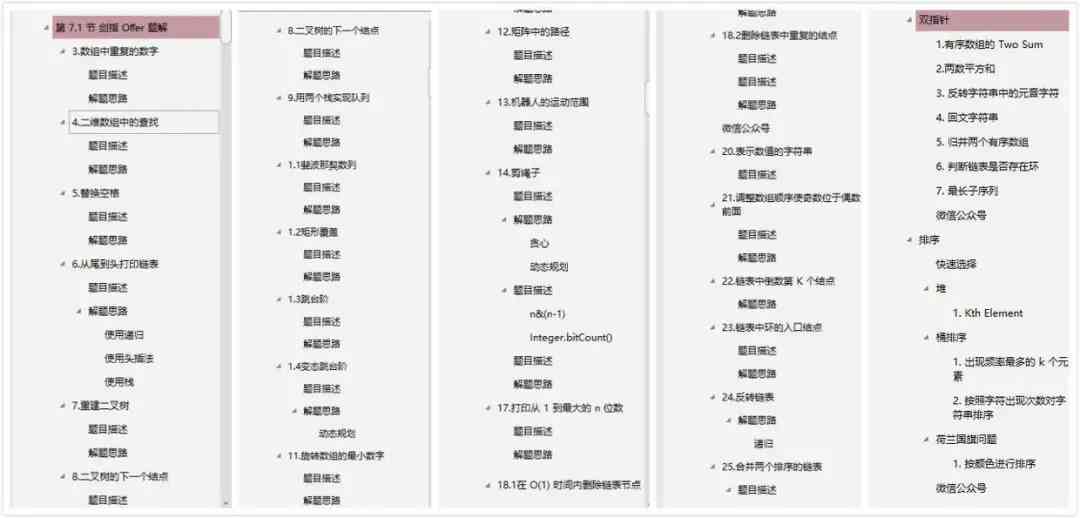 第 7.1 节 剑指 Offer 题解
3.数组中重复的数字
题目描述
解题思路
4.二维数组中的查找
题目描述
解题思路
5.替换空格
题目描述
解题思路
6.从尾到头打印链表
题目描述
解题思路
使用递归
使用头插法
使用栈
7.重建二叉树
题目描述
解题思路
8.二叉树的下一个结点
题目描述
8.二叉树的下一个结点
题目描述
解题思路
9.用两个栈实现队列
题目描述
解题思路
1.1斐波那契数列
题目描述
解题思路
1.2矩形覆盖
题目描述
解题思路
1.3跳台阶
题目描述
解题思路
1.4变态跳台阶
题目描述
解题思路
动态规划
11.旋转数组的最小数字
题目描述
解题思路
12.矩阵中的路径
题目描述
解题思路
13.机器人的运动范围
题目描述
解题思路
14.剪绳子
题目描述
解题思路
贪心
动态规划
题目描述
n&(n-1)
Integer.bitCount()
题目描述
解题思路
17.打印从 1 到最大的 n 位数
题目描述
解题思路
18.1在 O(1) 时间内删除链表节点
解题思路
18.2删除链表中重复的结点
题目描述
题目描述
解题思路
微信公众号
20.表示数值的字符串
题目描述
21.调整数组顺序使奇数位于偶数
前面
题目描述
解题思路
22.链表中倒数第 K 个结点
解题思路
23.链表中环的入口结点
题目描述
解题思路
24.反转链表
解题思路
递归
25.合并两个排序的链表
题目描述
双指针
1.有序数组的 Two Sum
2.两数平方和
3. 反转字符串中的元音字符
4. 回文字符串
5. 归并两个有序数组
6. 判断链表是否存在环
7. 最长子序列
微信公众号
排序
快速选择
堆
1. Kth Element
桶排序
1. 出现频率最多的 k 个元
素
2. 按照字符出现次数对字
符串排序
荷兰国旗问题
1. 按颜色进行排序
微信公众号